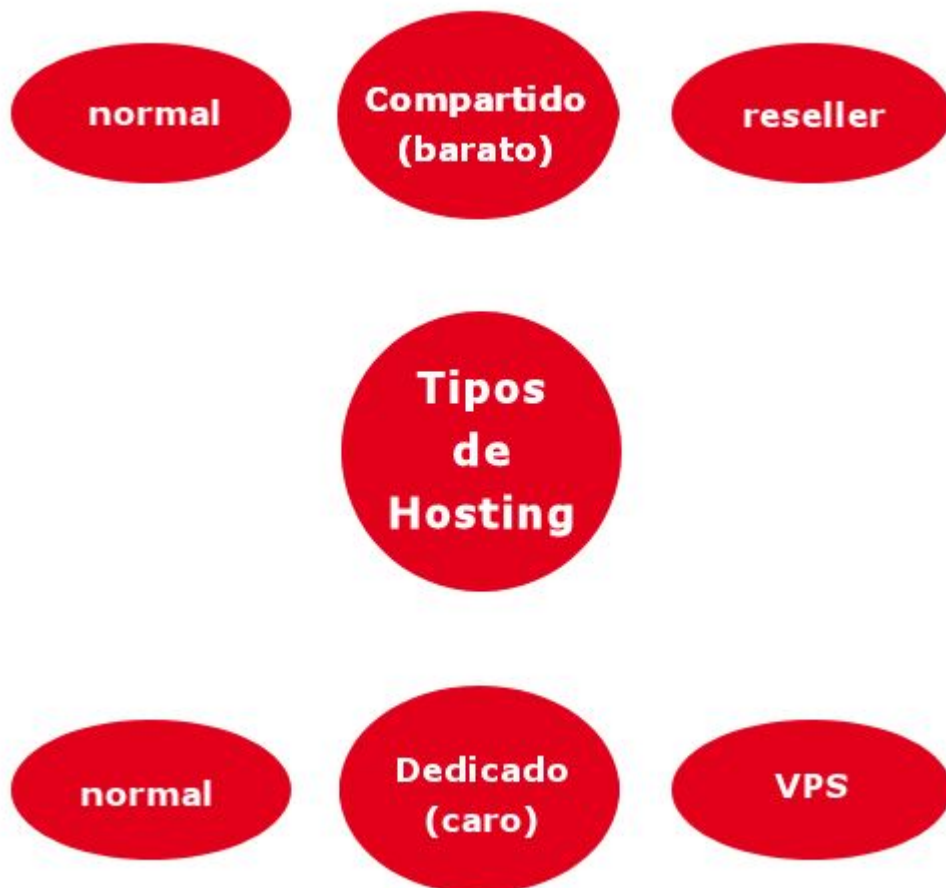 normal
Compartido
(barato)
reseller
Tipos
de
Hosting
normal
Dedicado
(caro)
VPS